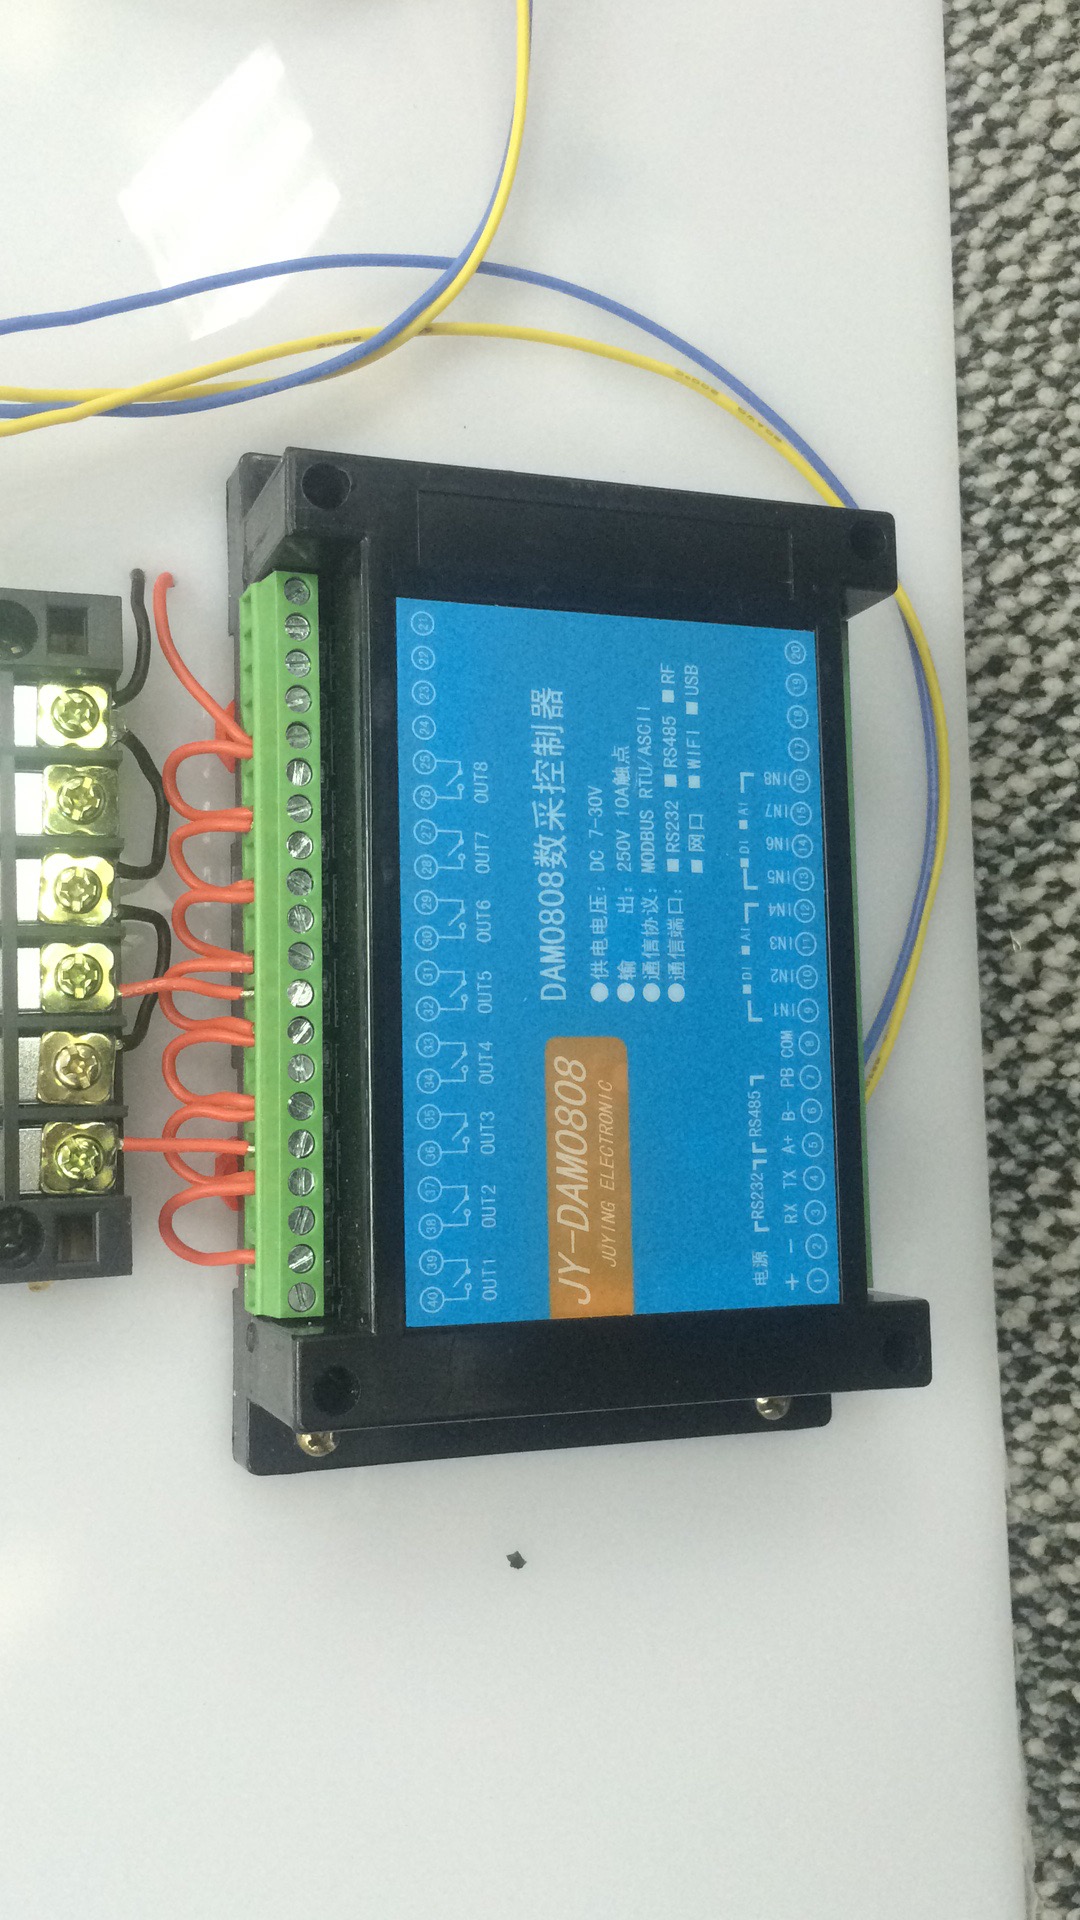 ㊵ ㊴ ㊳ ㊲ ㊱ ㉟ ㉞ ㉝ ㉜ ㉛ ㉚ ㉙ ㉘ ㉗ ㉖ ㉕ ㉔ ㉓ ㉒ ㉑
OUT1 OUT2 OUT3 OUT4 OUT5 OUT6 OUT7 OUT8
JY-DAM0808
JUYING ELECTRONIC
DAM0808数采控制器
●供电电压: DC 7-30V
●输 出: 250V 10A触点
●通信协议: MODBUS RTU/ASCII
●通信端口: ■RS232 ■RS485 ■RF
■网口 ■WIFI ■USB
■DI ■AI ■DI ■AI
电源 RS232 RS485
+ - RX TX A+ B- PB COM IN1 IN2 IN3 IN4 IN5 IN6 IN7 IN8
① ② ③ ④ ⑤ ⑥ ⑦ ⑧ ⑨ ⑩ ⑪ ⑫ ⑬ ⑭ ⑮ ⑯ ⑰ ⑱ ⑲ ⑳